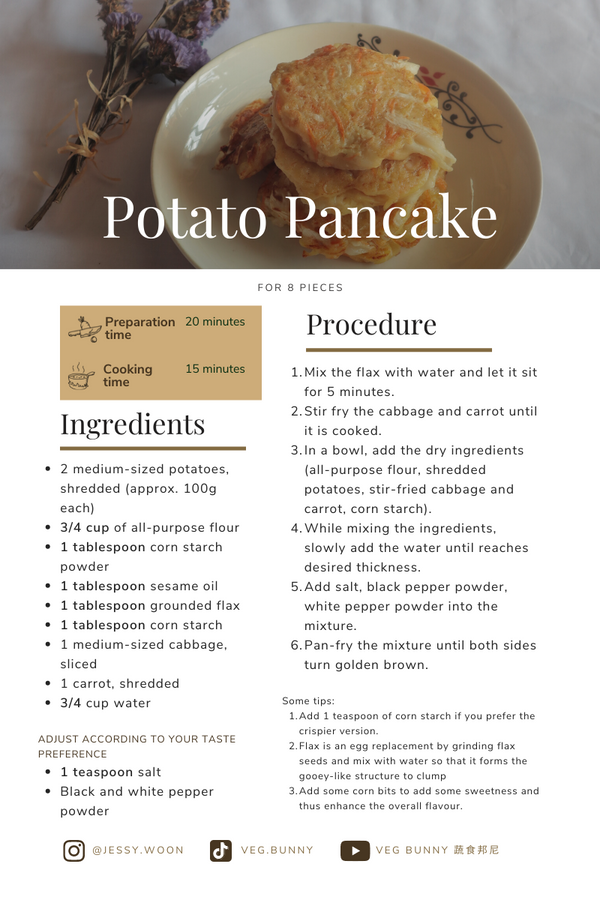 Potato Pancake
FOR 8 PIECES
Preparation
time
20 minutes
Cooking
time
15 minutes
Ingredients
• 2 medium-sized potatoes,
shredded (approx. 100g
each)
• 3/4 cup of all-purpose flour
• 1 tablespoon corn starch
powder
• 1 tablespoon sesame oil
• 1 tablespoon grounded flax
• 1 tablespoon corn starch
• 1 medium-sized cabbage,
sliced
• 1 carrot, shredded
• 3/4 cup water
ADJUST ACCORDING TO YOUR TASTE
PREFERENCE
• 1 teaspoon salt
• Black and white pepper
powder
Procedure
1. Mix the flax with water and let it sit
for 5 minutes.
2. Stir fry the cabbage and carrot until
it is cooked.
3. In a bowl, add the dry ingredients
(all-purpose flour, shredded
potatoes, stir-fried cabbage and
carrot, corn starch).
4. While mixing the ingredients,
slowly add the water until reaches
desired thickness.
5. Add salt, black pepper powder,
white pepper powder into the
mixture.
6. Pan-fry the mixture until both sides
turn golden brown.
Some tips:
1. Add 1 teaspoon of corn starch if you prefer the
crispier version.
2. Flax is an egg replacement by grinding flax
seeds and mix with water so that it forms the
gooey-like structure to clump
3. Add some corn bits to add some sweetness and
thus enhance the overall flavour.
@JESSY.WOON
VEG.BUNNY
VEG BUNNY 蔬食邦尼